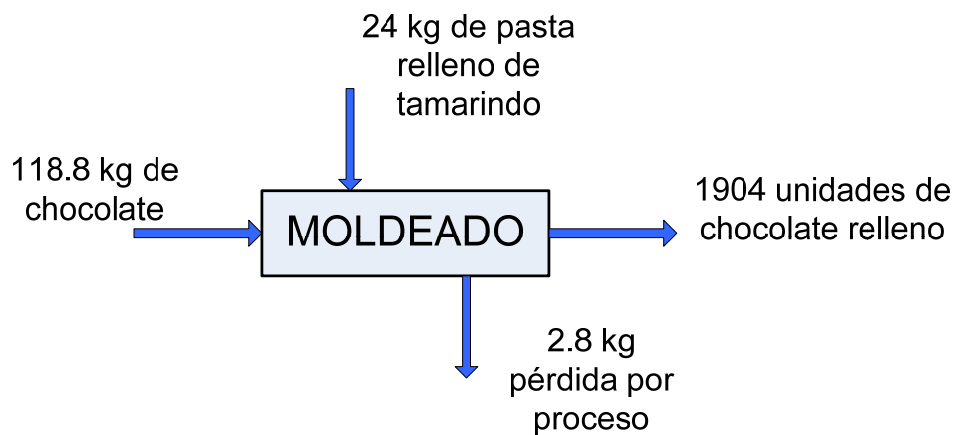 24 kg de pasta
relleno de
tamarindo
118.8 kg de
chocolate
MOLDEADO
1904 unidades de
chocolate relleno
2.8 kg
pérdida por
proceso